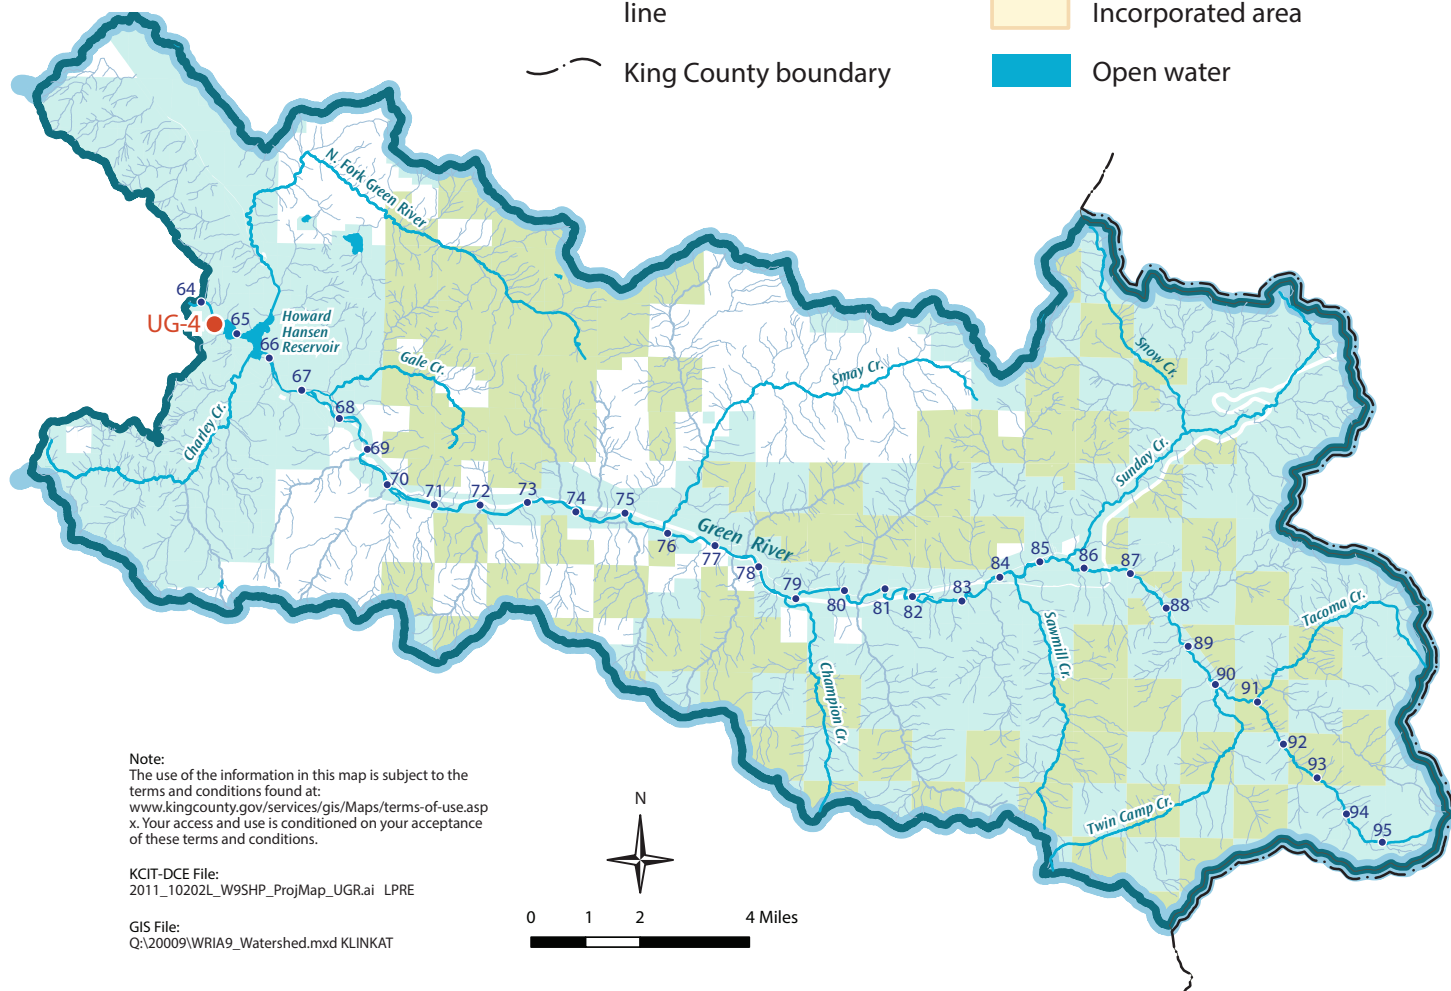 line
Incorporated area
King County boundary
Open water
N. Fork Green River
64
UG-4
65
Howard
Hansen
Reservoir
66
Gale Cr.
67
68
Charley Cr.
69
70
71
72
73
74
75
76
77
78
Smay Cr.
Green River
Snow Cr.
Sunday Cr.
79
80
81
82
83
84
85
86
87
88
89
90
91
92
93
94
95
Tacoma Cr.
Sawmill Cr.
Champion Cr.
Twin Camp Cr.
Note:
The use of the information in this map is subject to the
terms and conditions found at:
www.kingcounty.gov/services/gis/Maps/terms-of-use.asp
x. Your access and use is conditioned on your acceptance
of these terms and conditions.
KCIT-DCE File:
2011_10202L_W9SHP_ProjMap_UGR.ai LPRE
GIS File:
Q:\20009\WRIA9_Watershed.mxd KLINKAT
N
0 1 2 4 Miles